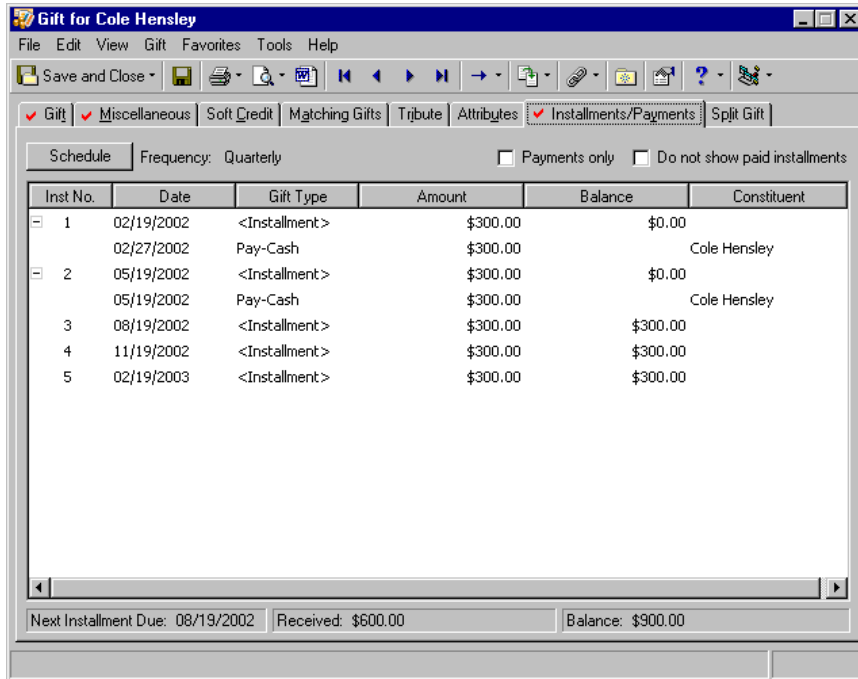 Gift for Cole Hensley
File Edit View Gift Favorites Tools Help
Save and Close
Gift Miscellaneous Soft Credit Matching Gifts Tribute Attributes Installments/Payments Split Gift
Schedule Frequency: Quarterly Payments only Do not show paid installments
Inst No. Date Gift Type Amount Balance Constituent
1 02/19/2002 <Installment> $300.00 $0.00
02/27/2002 Pay-Cash $300.00 Cole Hensley
2 05/19/2002 <Installment> $300.00 $0.00
05/19/2002 Pay-Cash $300.00 Cole Hensley
3 08/19/2002 <Installment> $300.00 $300.00
4 11/19/2002 <Installment> $300.00 $300.00
5 02/19/2003 <Installment> $300.00 $300.00
Next Installment Due: 08/19/2002 Received: $600.00 Balance: $900.00